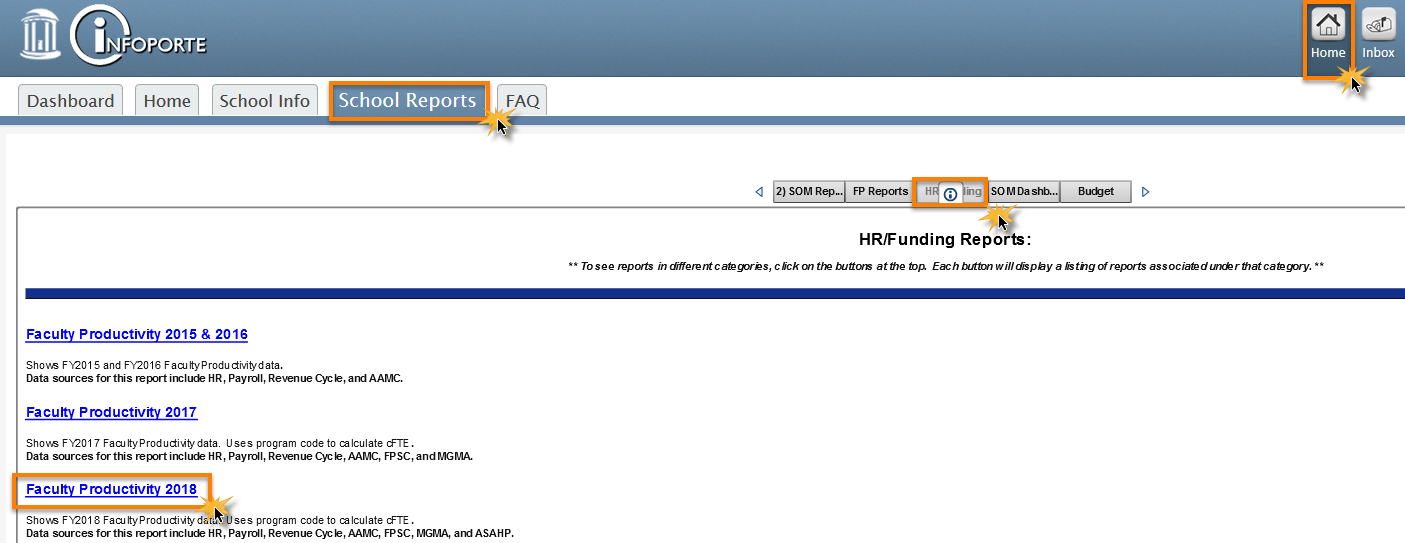 INFOPORTE
Home
Inbox
Dashboard
Home
School Info
School Reports
FAQ
2) SOM Rep...
FP Reports
HR ding
SOM Dashb...
Budget
HR/Funding Reports:
** To see reports in different categories, click on the buttons at the top. Each button will display a listing of reports associated under that category. **
Faculty Productivity 2015 & 2016
Shows FY2015 and FY2016 Faculty Productivity data.
Data sources for this report include HR, Payroll, Revenue Cycle, and AAMC.
Faculty Productivity 2017
Shows FY2017 Faculty Productivity data. Uses program code to calculate cFTE.
Data sources for this report include HR, Payroll, Revenue Cycle, AAMC, FPSC, and MGMA.
Faculty Productivity 2018
Shows FY2018 Faculty Productivity data. Uses program code to calculate cFTE.
Data sources for this report include HR, Payroll, Revenue Cycle, AAMC, FPSC, MGMA, and ASAHP.